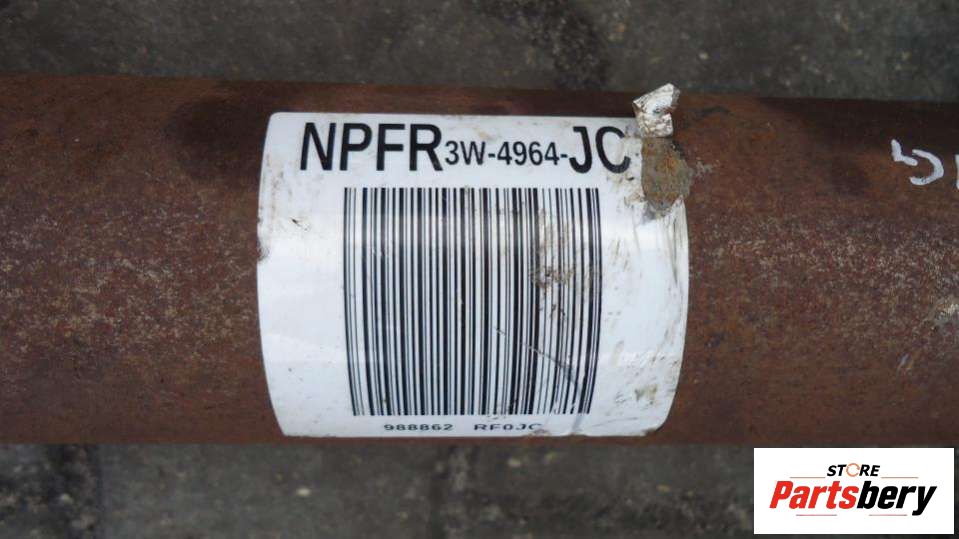 NPFR3W-4964-JC
988862 RF0JC
STORE
Partsbery